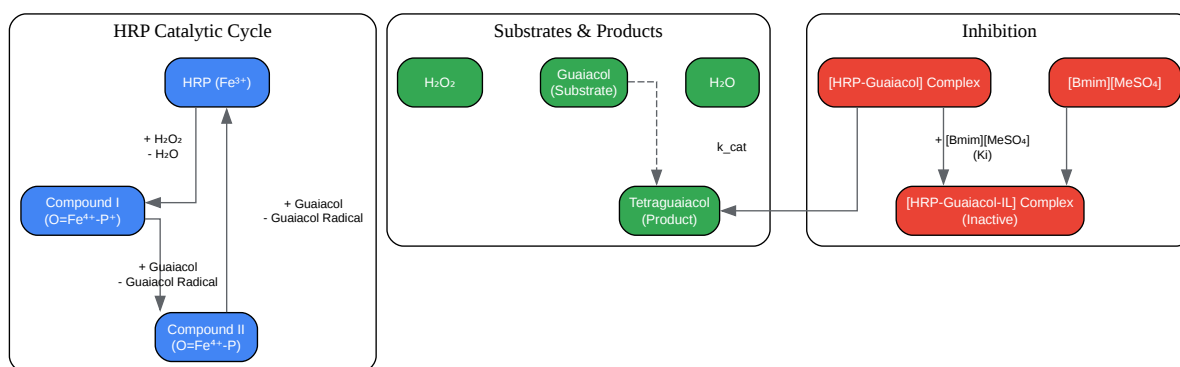 HRP Catalytic Cycle
HRP (Fe³⁺)
+ H₂O₂
- H₂O
Compound I
(O=Fe⁴⁺-P⁺)
+ Guaiacol
- Guaiacol Radical
+ Guaiacol
- Guaiacol Radical
Compound II
(O=Fe⁴⁺-P)
Substrates & Products
H₂O₂
Guaiacol
(Substrate)
H₂O
k_cat
Tetraguaiacol
(Product)
Inhibition
[HRP-Guaiacol] Complex
[Bmim][MeSO₄]
+ [Bmim][MeSO₄]
(Ki)
[HRP-Guaiacol-IL] Complex
(Inactive)